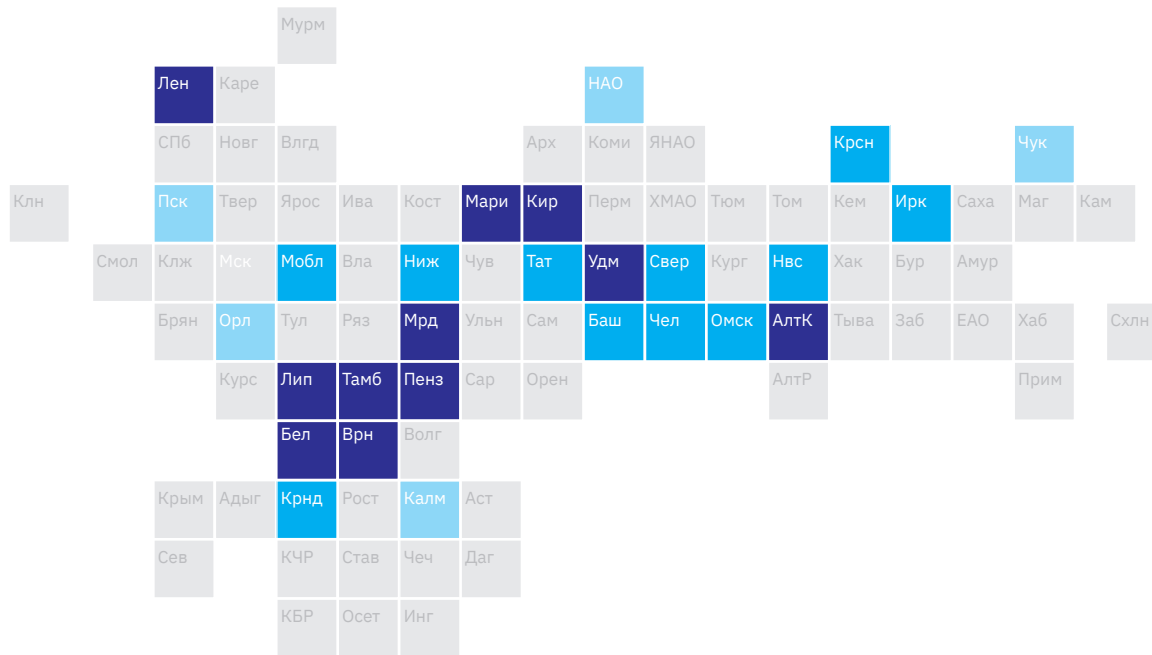 Мурм
Лен Каре НАО
СПб Новг Влгд Арх Коми ЯНАО Крсн Чук
Клн Пск Твер Ярос Ива Кост Мари Кир Перм ХМАО Тюм Том Кем Ирк Саха Маг Кам
Смол Клж Мск Мобл Вла Ниж Чув Тат Удм Свер Кург Нвс Хак Бур Амур
Брян Орл Тул Ряз Мрд Ульн Сам Баш Чел Омск АлтК Тыва Заб ЕАО Хаб Схлн
Курс Лип Тамб Пенз Сар Орен АлтР Прим
Бел Врн Волг
Крым Адыг Крнд Рост Калм Аст
Сев КЧР Став Чеч Даг
КБР Осет Инг